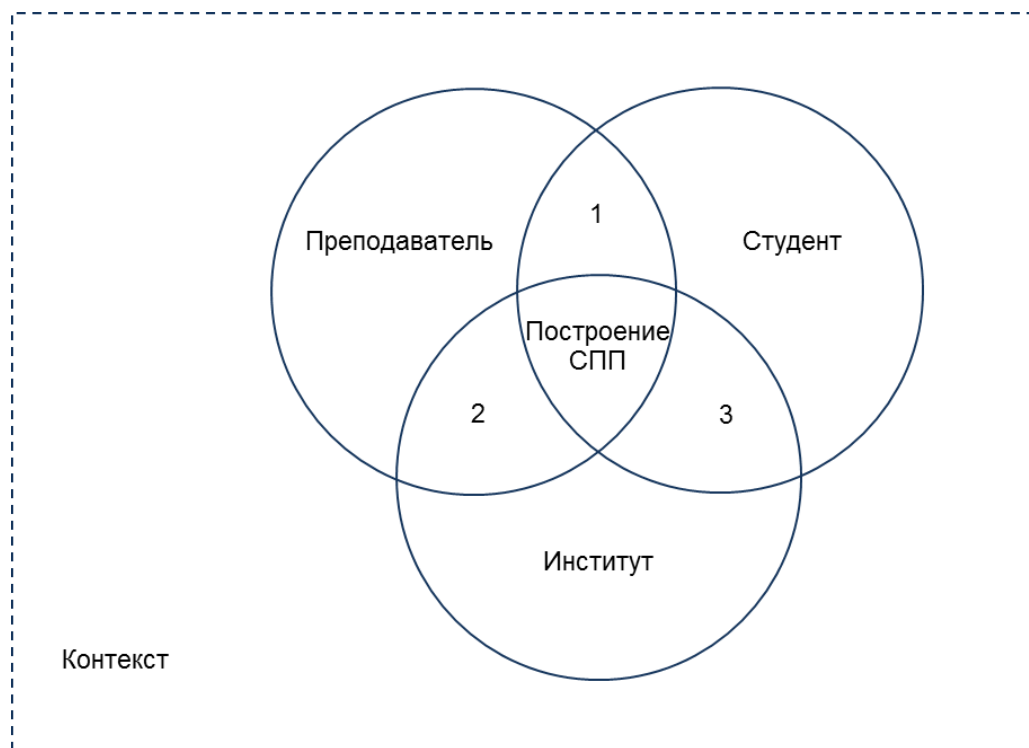 1
Преподаватель
Студент
Построение
СПП
2
3
Институт
Контекст